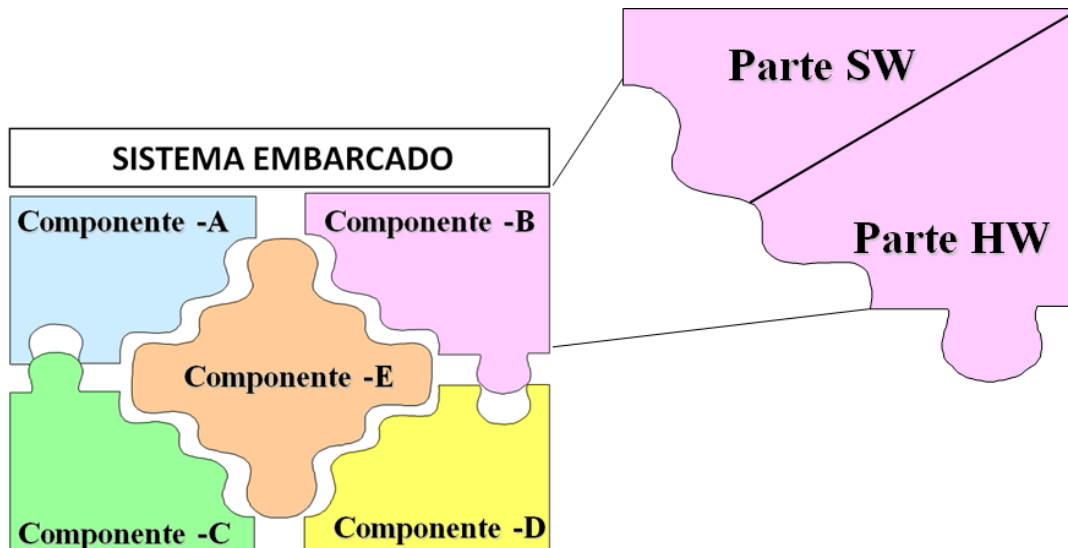 Parte SW
Parte HW
SISTEMA EMBARCADO
Componente -A
Componente -B
Componente -E
Componente -C
Componente -D